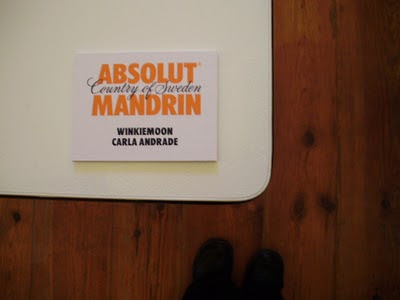 ABSOLUT®
Country of Sweden
MANDRIN
WINKIEMOON
CARLA ANDRADE